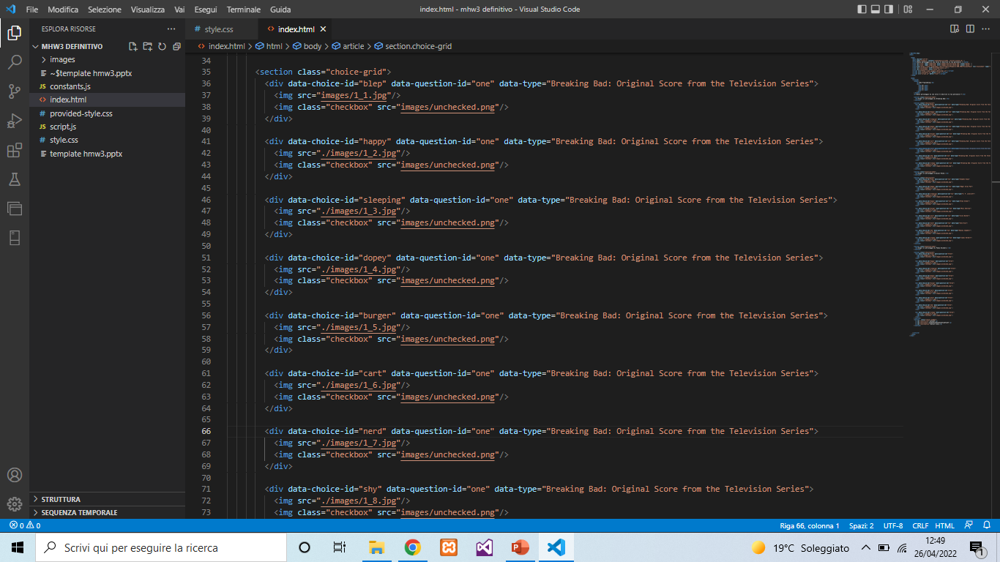 File Modifica Selezione Visualizza Vai Esegui Terminale Guida
index.html - mhw3 definitivo - Visual Studio Code
ESPLORA RISORSE
MHW3 DEFINITIVO
images
~$template hmw3.pptx
constants.js
index.html
provided-style.css
script.js
style.css
template hmw3.pptx
STRUTTURA
SEQUENZA TEMPORALE
style.css
index.html
index.html > html > body > article > section.choice-grid
34
35 <section class="choice-grid">
36 <div data-choice-id="blep" data-question-id="one" data-type="Breaking Bad: Original Score from the Television Series">
37 <img src="images/1_1.jpg"/>
38 <img class="checkbox" src="images/unchecked.png"/>
39 </div>
40
41 <div data-choice-id="happy" data-question-id="one" data-type="Breaking Bad: Original Score from the Television Series">
42 <img src="./images/1_2.jpg"/>
43 <img class="checkbox" src="images/unchecked.png"/>
44 </div>
45
46 <div data-choice-id="sleeping" data-question-id="one" data-type="Breaking Bad: Original Score from the Television Series">
47 <img src="./images/1_3.jpg"/>
48 <img class="checkbox" src="images/unchecked.png"/>
49 </div>
50
51 <div data-choice-id="dopey" data-question-id="one" data-type="Breaking Bad: Original Score from the Television Series">
52 <img src="./images/1_4.jpg"/>
53 <img class="checkbox" src="images/unchecked.png"/>
54 </div>
55
56 <div data-choice-id="burger" data-question-id="one" data-type="Breaking Bad: Original Score from the Television Series">
57 <img src="./images/1_5.jpg"/>
58 <img class="checkbox" src="images/unchecked.png"/>
59 </div>
60
61 <div data-choice-id="cart" data-question-id="one" data-type="Breaking Bad: Original Score from the Television Series">
62 <img src="./images/1_6.jpg"/>
63 <img class="checkbox" src="images/unchecked.png"/>
64 </div>
65
66 <div data-choice-id="nerd" data-question-id="one" data-type="Breaking Bad: Original Score from the Television Series">
67 <img src="./images/1_7.jpg"/>
68 <img class="checkbox" src="images/unchecked.png"/>
69 </div>
70
71 <div data-choice-id="shy" data-question-id="one" data-type="Breaking Bad: Original Score from the Television Series">
72 <img src="./images/1_8.jpg"/>
73 <img class="checkbox" src="images/unchecked.png"/>
0 0
Riga 66, colonna 1 Spazi: 2 UTF-8 CRLF HTML
Scrivi qui per eseguire la ricerca
19°C Soleggiato
12:49
26/04/2022
1